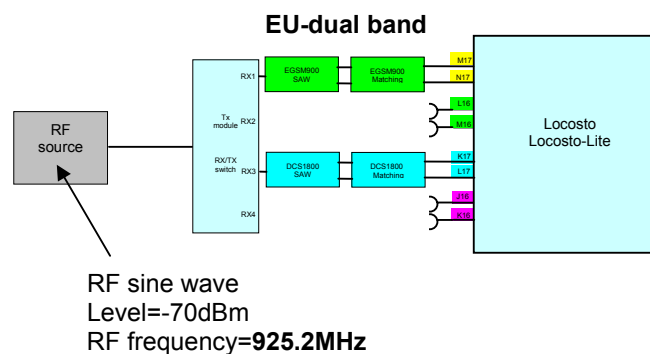 EU-dual band
RF
source
Tx
module
RX/TX
switch
RX1
RX2
RX3
RX4
EGSM900
SAW
EGSM900
Matching
DCS1800
SAW
DCS1800
Matching
M17
N17
L16
M16
K17
L17
J16
K16
Locosto
Locosto-Lite
RF sine wave
Level=-70dBm
RF frequency=925.2MHz